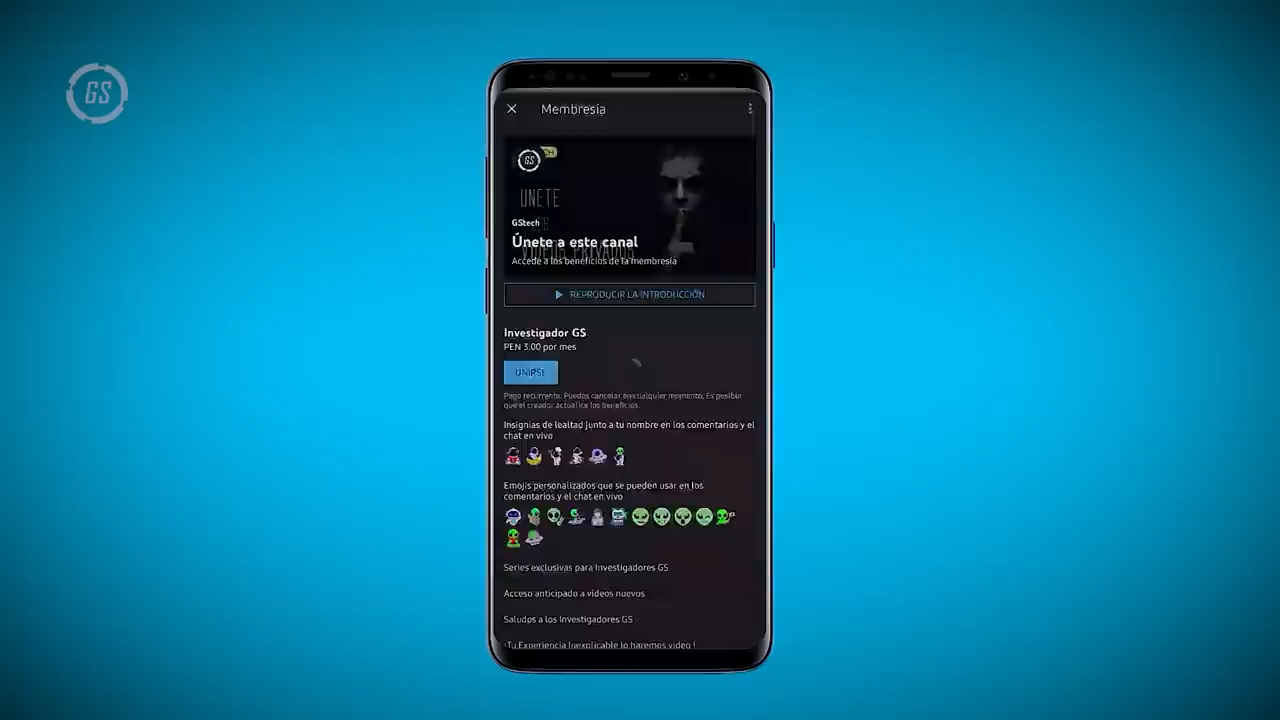 GS
Membresía
GS
UNETE
GStech
Únete a este canal
VIDEOS PRIVADOS
Accede a los beneficios de la membresía
REPRODUCIR LA INTRODUCCIÓN
Investigador GS
PEN 3.00 por mes
UNIRSE
Pago recurrente. Puedes cancelar en cualquier momento. Es posible
que el creador actualice los beneficios.
Insignias de lealtad junto a tu nombre en los comentarios y el
chat en vivo
Emojis personalizados que se pueden usar en los
comentarios y el chat en vivo
Series exclusivas para Investigadores GS
Acceso anticipado a videos nuevos
Saludos a los Investigadores GS
¡Tu Experiencia Inexplicable lo haremos video !